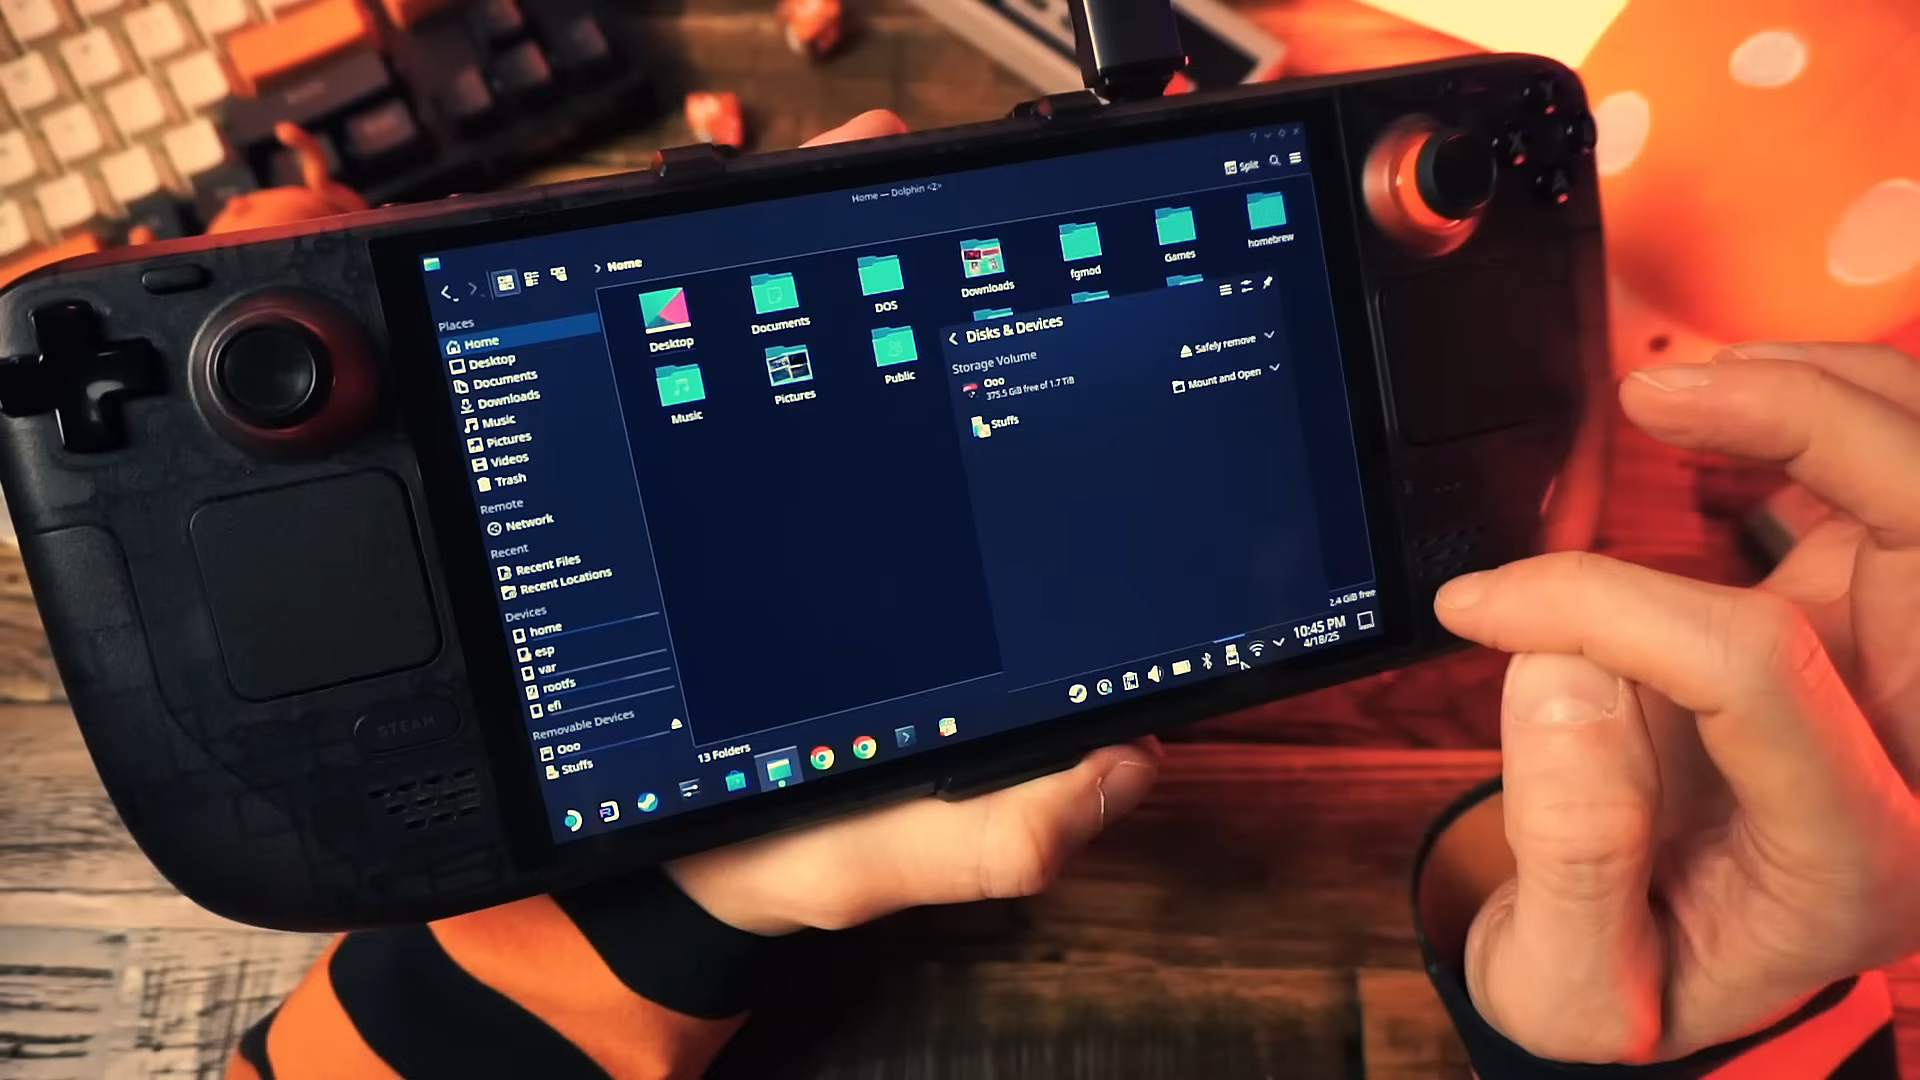 Home — Dolphin <2>
Split
Home
Places
Home
Desktop
Documents
Downloads
Music
Pictures
Videos
Trash
Remote
Network
Recent
Recent Files
Recent Locations
Devices
home
esp
var
rootfs
efi
Removable Devices
Ooo
Stuffs
Desktop
Documents
DOS
Downloads
fgmod
Games
homebrew
Music
Pictures
Public
Disks & Devices
Storage Volume
Ooo
375.5 GiB free of 1.7 TiB
Safely remove
Stuffs
Mount and Open
13 Folders
2.4 GiB free
10:45 PM
4/18/25
STEAM
X
A